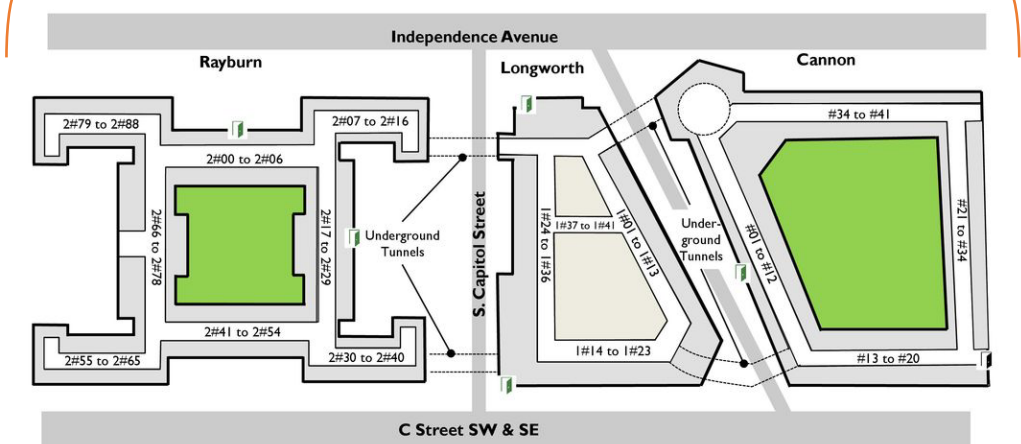 Independence Avenue
Rayburn
Longworth
Cannon
2#79 to 2#88
2#07 to 2#16
2#00 to 2#06
2#66 to 2#78
2#17 to 2#29
2#41 to 2#54
2#55 to 2#65
2#30 to 2#40
Underground
Tunnels
S. Capitol Street
1#24 to 1#36
1#37 to 1#41
1#01 to 1#13
1#14 to 1#23
Under-
ground
Tunnels
#34 to #41
#01 to #12
#21 to #34
#13 to #20
C Street SW & SE